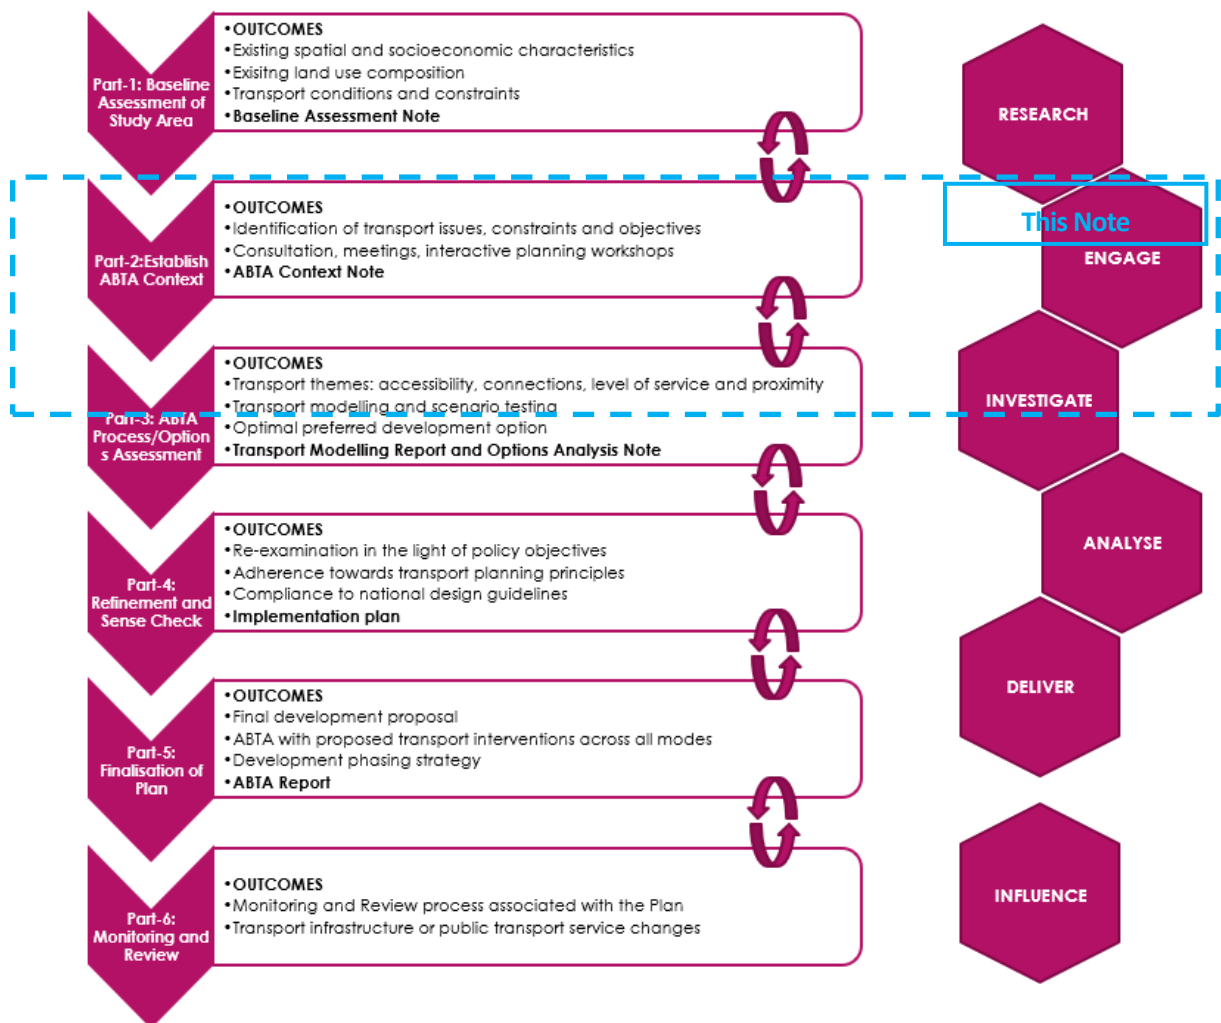 Part-1: Baseline
Assessment of
Study Area
•OUTCOMES
•Existing spatial and socioeconomic characteristics
•Exisitng land use composition
•Transport conditions and constraints
•Baseline Assessment Note
RESEARCH
This Note
Part-2:Establish
ABTA Context
•OUTCOMES
•Identification of transport issues, constraints and objectives
•Consultation, meetings, interactive planning workshops
•ABTA Context Note
ENGAGE
Part-3: ABTA
Process/Option
s Assessment
•OUTCOMES
•Transport themes: accessibility, connections, level of service and proximity
•Transport modelling and scenario testing
•Optimal preferred development option
•Transport Modelling Report and Options Analysis Note
INVESTIGATE
Part-4:
Refinement and
Sense Check
•OUTCOMES
•Re-examination in the light of policy objectives
•Adherence towards transport planning principles
•Compliance to national design guidelines
•Implementation plan
ANALYSE
Part-5:
Finalisation of
Plan
•OUTCOMES
•Final development proposal
•ABTA with proposed transport interventions across all modes
•Development phasing strategy
•ABTA Report
DELIVER
Part-6:
Monitoring and
Review
•OUTCOMES
•Monitoring and Review process associated with the Plan
•Transport infrastructure or public transport service changes
INFLUENCE